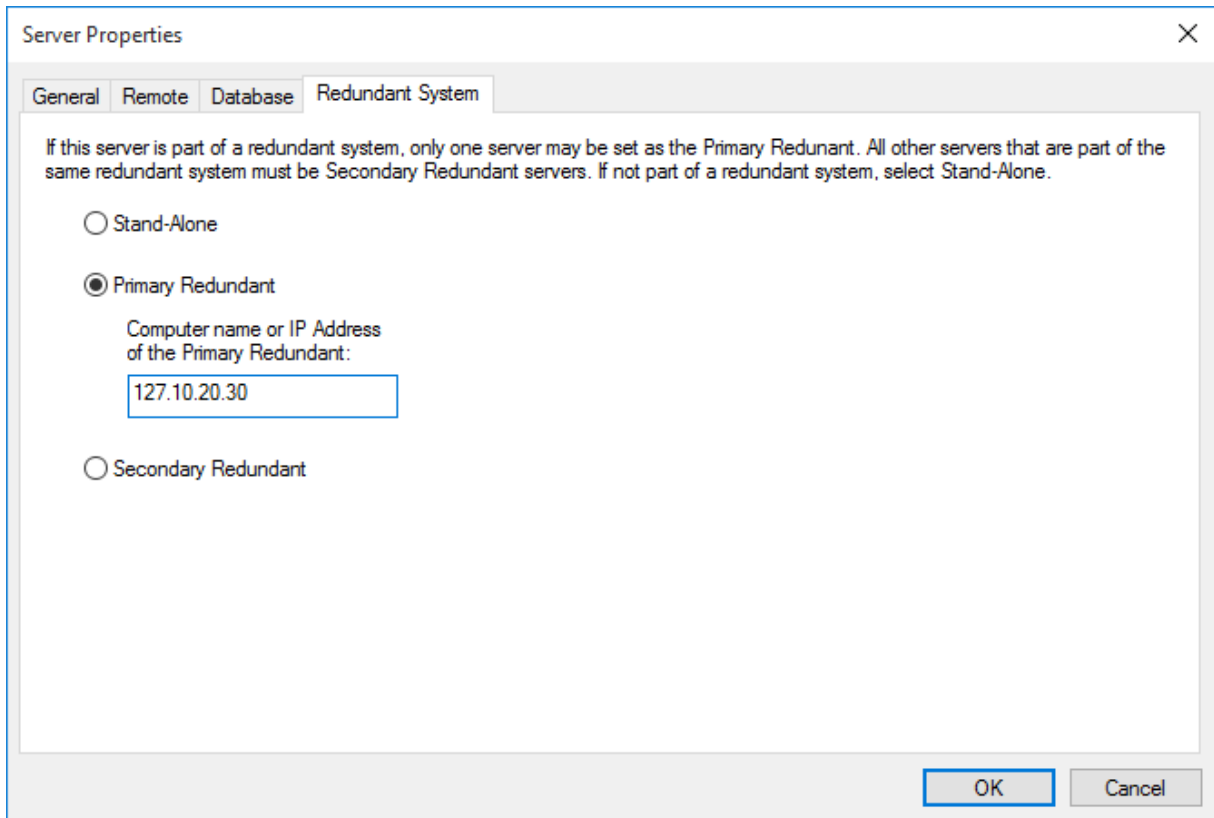 Server Properties
General Remote Database Redundant System
If this server is part of a redundant system, only one server may be set as the Primary Redunant. All other servers that are part of the
same redundant system must be Secondary Redundant servers. If not part of a redundant system, select Stand-Alone.
Stand-Alone
Primary Redundant
Computer name or IP Address
of the Primary Redundant:
127.10.20.30
Secondary Redundant
OK Cancel